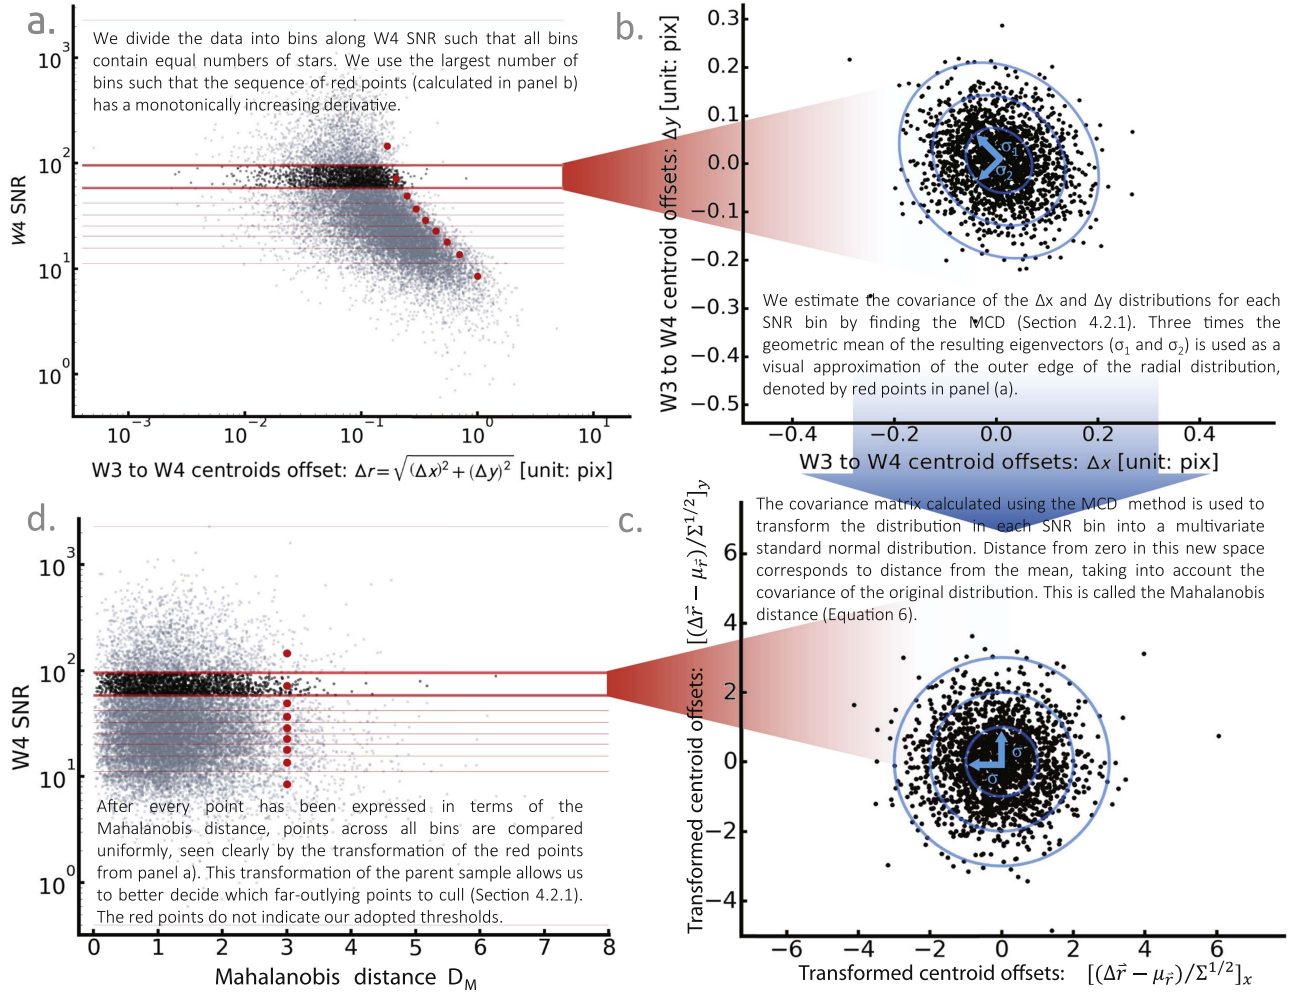 a.
We divide the data into bins along W4 SNR such that all bins
contain equal numbers of stars. We use the largest number of
bins such that the sequence of red points (calculated in panel b)
has a monotonically increasing derivative.
W4 SNR
10³
10²
10¹
10⁰
10⁻³ 10⁻² 10⁻¹ 10⁰ 10¹
W3 to W4 centroids offset: Δr = √(Δx)² + (Δy)² [unit: pix]
b.
W3 to W4 centroid offsets: Δy [unit: pix]
0.3
0.2
0.1
0.0
−0.1
−0.2
−0.3
−0.4
−0.5
σ₁
σ₂
We estimate the covariance of the Δx and Δy distributions for each
SNR bin by finding the MCD (Section 4.2.1). Three times the
geometric mean of the resulting eigenvectors (σ₁ and σ₂) is used as a
visual approximation of the outer edge of the radial distribution,
denoted by red points in panel (a).
−0.4 −0.2 0.0 0.2 0.4
W3 to W4 centroid offsets: Δx [unit: pix]
c.
The covariance matrix calculated using the MCD method is used to
transform the distribution in each SNR bin into a multivariate
standard normal distribution. Distance from zero in this new space
corresponds to distance from the mean, taking into account the
covariance of the original distribution. This is called the Mahalanobis
distance (Equation 6).
Transformed centroid offsets: [(Δr⃗ − μ_r⃗)/Σ^{1/2}]_y
6
4
2
0
−2
−4
σ
σ
−6 −4 −2 0 2 4 6
Transformed centroid offsets: [(Δr⃗ − μ_r⃗)/Σ^{1/2}]_x
d.
W4 SNR
10³
10²
10¹
10⁰
After every point has been expressed in terms of the
Mahalanobis distance, points across all bins are compared
uniformly, seen clearly by the transformation of the red points
from panel a). This transformation of the parent sample allows us
to better decide which far-outlying points to cull (Section 4.2.1).
The red points do not indicate our adopted thresholds.
0 1 2 3 4 5 6 7 8
Mahalanobis distance D_M